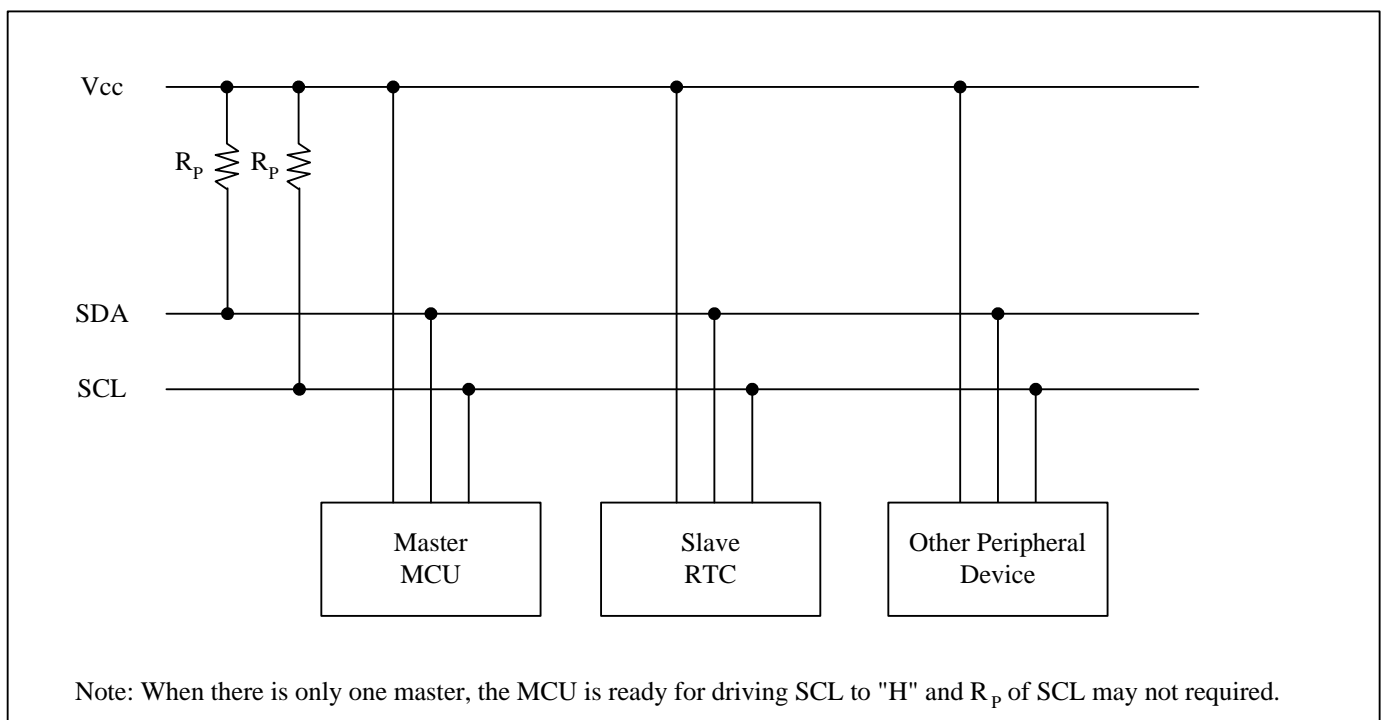 Vcc
R_P R_P
SDA
SCL
Master
MCU
Slave
RTC
Other Peripheral
Device
Note: When there is only one master, the MCU is ready for driving SCL to "H" and R_P of SCL may not required.